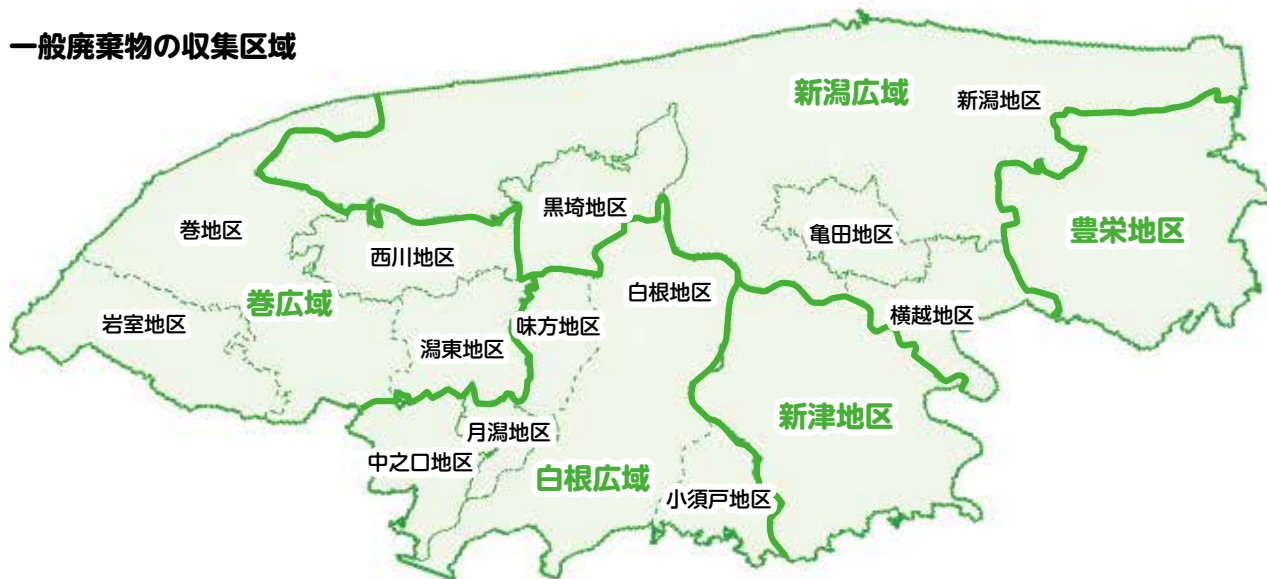 一般廃棄物の収集区域
新潟広域
新潟地区
黒埼地区
巻地区
西川地区
亀田地区
豊栄地区
巻広域
白根地区
岩室地区
味方地区
横越地区
潟東地区
新津地区
月潟地区
中之口地区
白根広域
小須戸地区